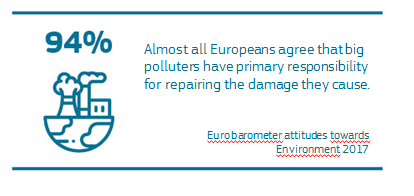 94%
Almost all Europeans agree that big
polluters have primary responsibility
for repairing the damage they cause.
Eurobarometer attitudes towards
Environment 2017